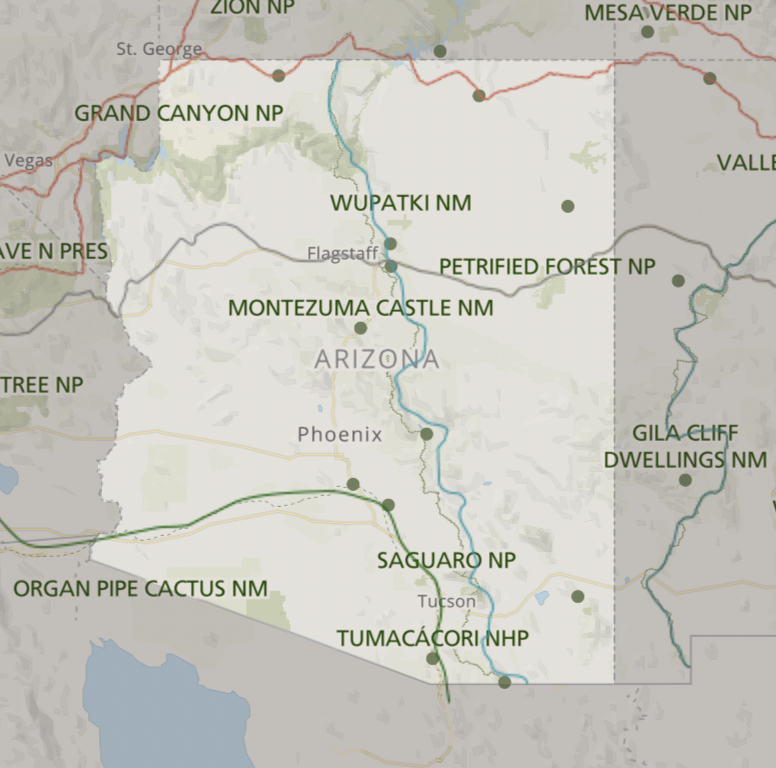 ZION NP
MESA VERDE NP
St. George
GRAND CANYON NP
Vegas
VALLE
WUPATKI NM
AVE N PRES
Flagstaff
PETRIFIED FOREST NP
MONTEZUMA CASTLE NM
ARIZONA
TREE NP
Phoenix
GILA CLIFF
DWELLINGS NM
SAGUARO NP
ORGAN PIPE CACTUS NM
Tucson
TUMACÁCORI NHP